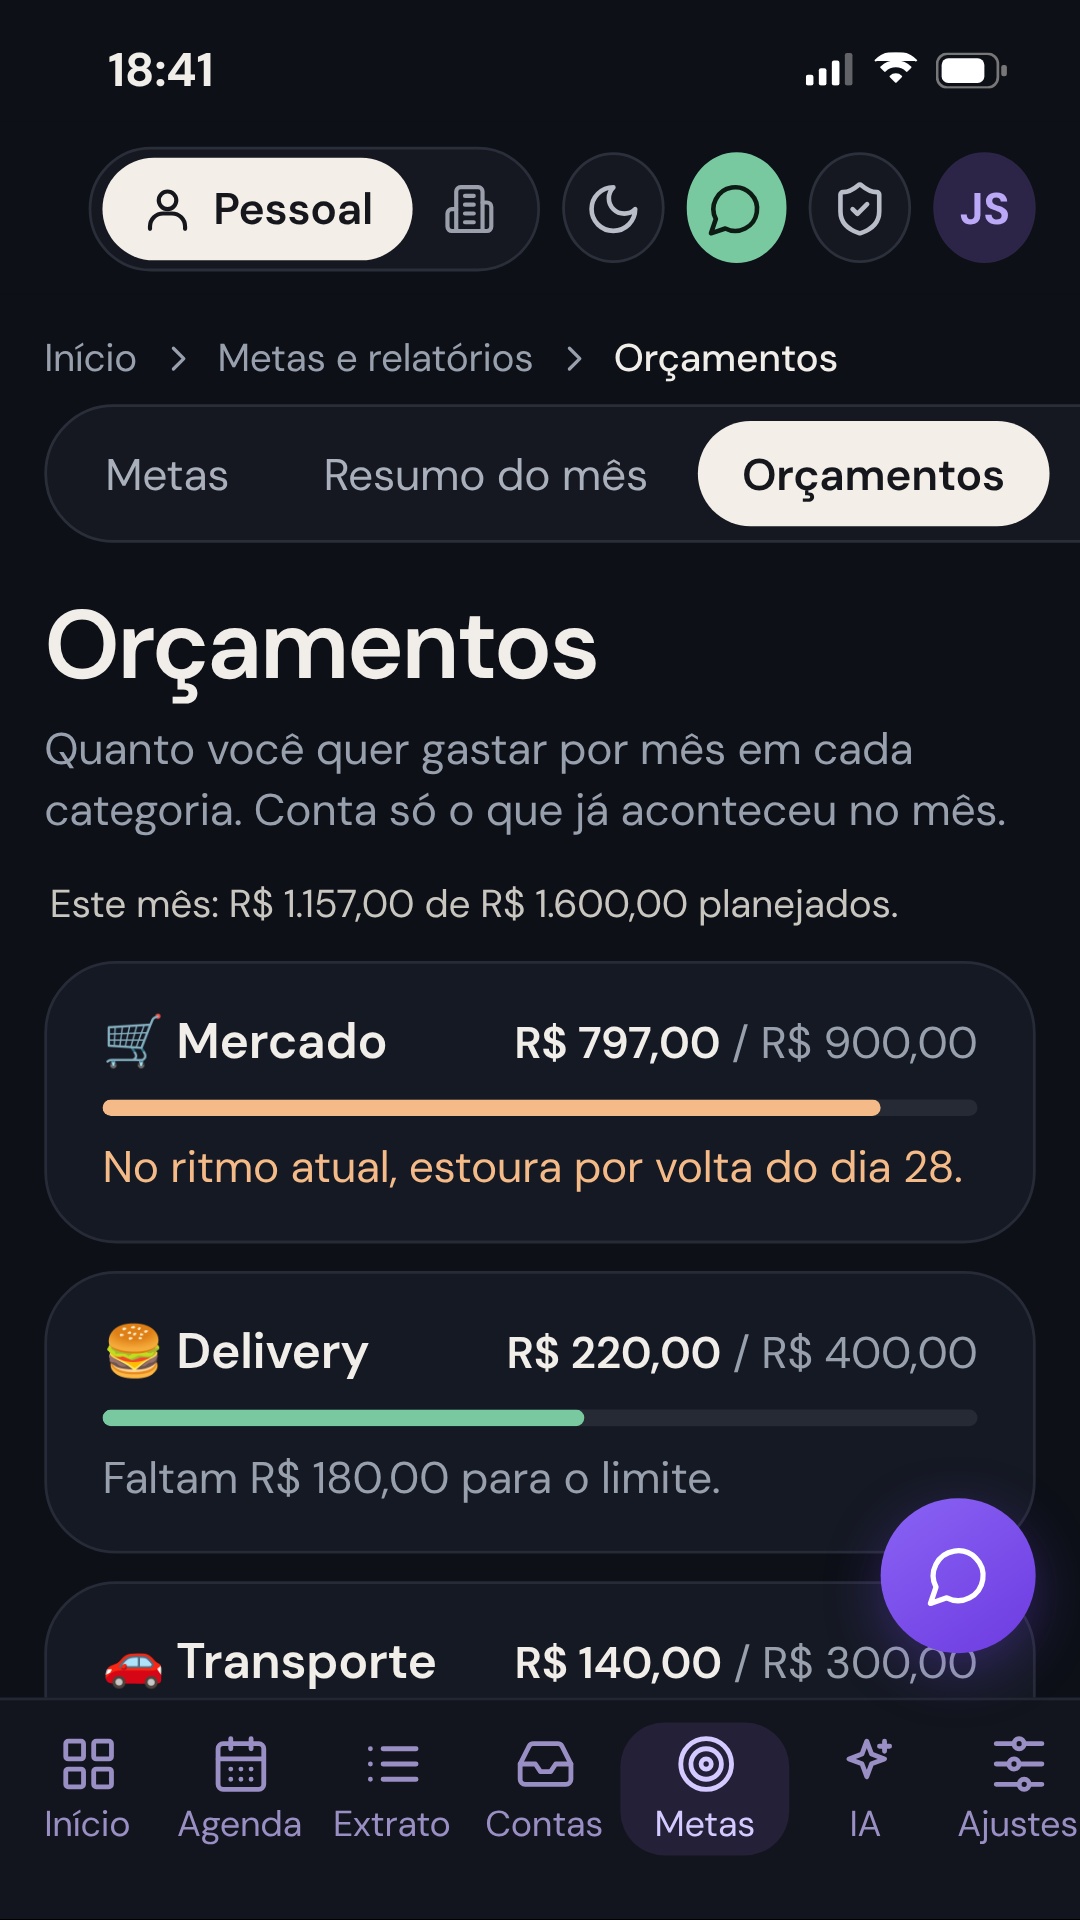 18:41
Pessoal
JS
Início > Metas e relatórios > Orçamentos
Metas Resumo do mês Orçamentos
Orçamentos
Quanto você quer gastar por mês em cada
categoria. Conta só o que já aconteceu no mês.
Este mês: R$ 1.157,00 de R$ 1.600,00 planejados.
Mercado R$ 797,00 / R$ 900,00
No ritmo atual, estoura por volta do dia 28.
Delivery R$ 220,00 / R$ 400,00
Faltam R$ 180,00 para o limite.
Transporte R$ 140,00 / R$ 300,00
Início Agenda Extrato Contas Metas IA Ajustes